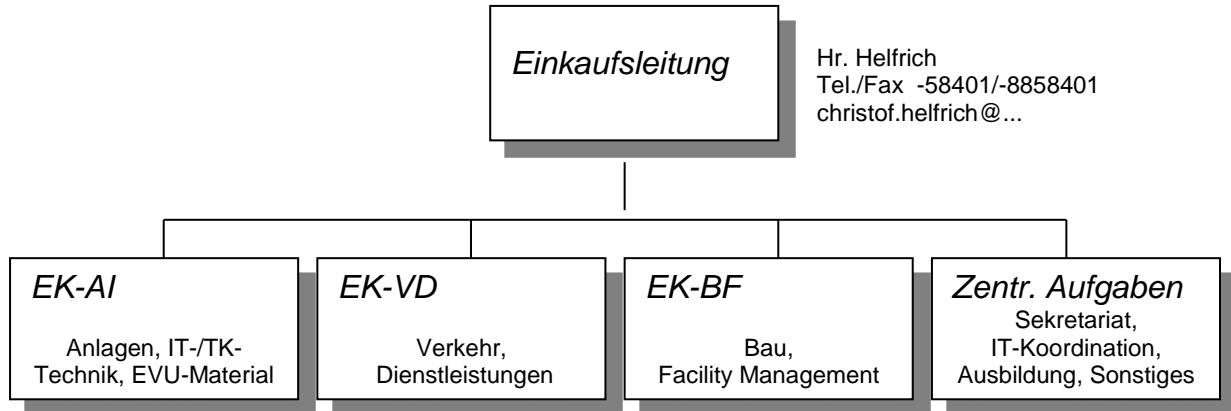 Einkaufsleitung
Hr. Helfrich
Tel./Fax -58401/-8858401
christof.helfrich@...
EK-AI
Anlagen, IT-/TK-
Technik, EVU-Material
EK-VD
Verkehr,
Dienstleistungen
EK-BF
Bau,
Facility Management
Zentr. Aufgaben
Sekretariat,
IT-Koordination,
Ausbildung, Sonstiges